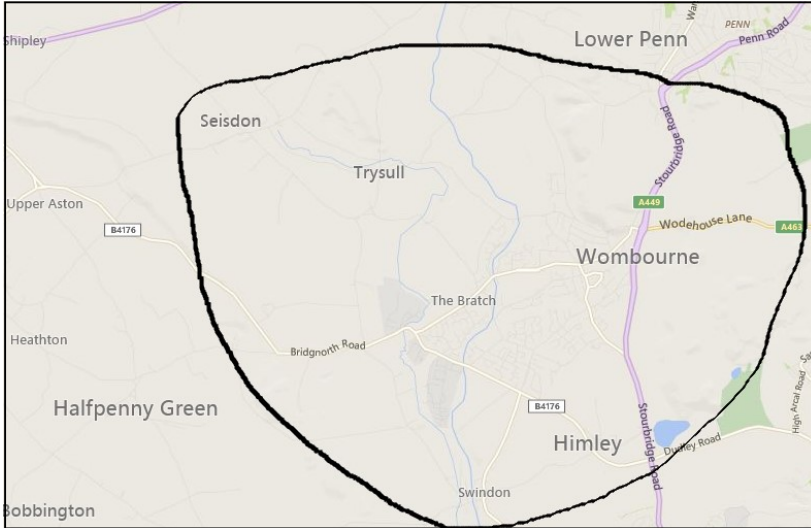 Shipley
Lower Penn
PENN
Penn Road
Seisdon
Stourbridge Road
Trysull
Upper Aston
B4176
A449
Wodehouse Lane
A463
Wombourne
The Bratch
Heathton
Bridgnorth Road
Halfpenny Green
B4176
Stourbridge Road
High Arcal Road
Himley
Dudley Road
Swindon
Bobbington